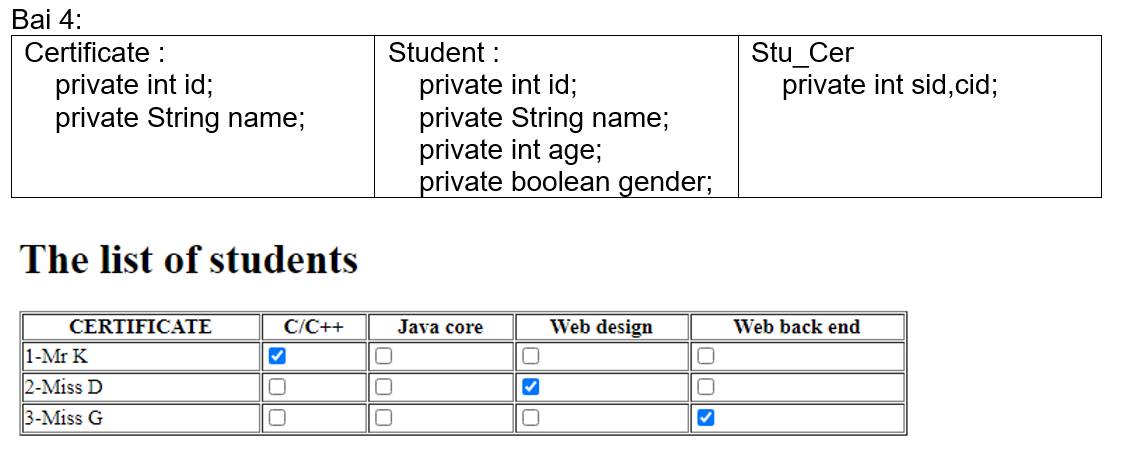 Bai 4:
Certificate :
private int id;
private String name;
Student :
private int id;
private String name;
private int age;
private boolean gender;
Stu_Cer
private int sid,cid;
The list of students
CERTIFICATE C/C++ Java core Web design Web back end
1-Mr K
2-Miss D
3-Miss G